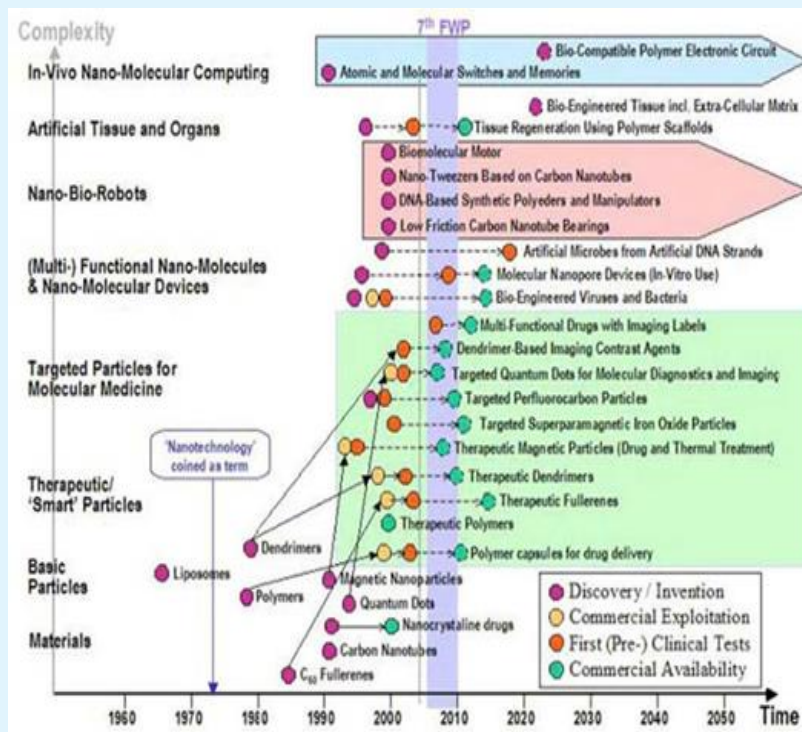 Complexity
7th FWP
Bio-Compatible Polymer Electronic Circuit
In-Vivo Nano-Molecular Computing
Atomic and Molecular Switches and Memories
Bio-Engineered Tissue incl. Extra-Cellular Matrix
Artificial Tissue and Organs
Tissue Regeneration Using Polymer Scaffolds
Biomolecular Motor
Nano-Tweezers Based on Carbon Nanotubes
Nano-Bio-Robots
DNA-Based Synthetic Polyeders and Manipulators
Low Friction Carbon Nanotube Bearings
Artificial Microbes from Artificial DNA Strands
(Multi-) Functional Nano-Molecules
& Nano-Molecular Devices
Molecular Nanopore Devices (In-Vitro Use)
Bio-Engineered Viruses and Bacteria
Multi-Functional Drugs with Imaging Labels
Dendrimer-Based Imaging Contrast Agents
Targeted Particles for
Molecular Medicine
Targeted Quantum Dots for Molecular Diagnostics and Imaging
Targeted Perfluorocarbon Particles
Targeted Superparamagnetic Iron Oxide Particles
'Nanotechnology'
coined as term
Therapeutic Magnetic Particles (Drug and Thermal Treatment)
Therapeutic/
'Smart' Particles
Therapeutic Dendrimers
Therapeutic Fullerenes
Therapeutic Polymers
Dendrimers
Polymer capsules for drug delivery
Basic
Particles
Liposomes
Magnetic Nanoparticles
Polymers
Quantum Dots
Materials
Nanocrystaline drugs
Carbon Nanotubes
C60 Fullerenes
Discovery / Invention
Commercial Exploitation
First (Pre-) Clinical Tests
Commercial Availability
1960 1970 1980 1990 2000 2010 2020 2030 2040 2050 Time